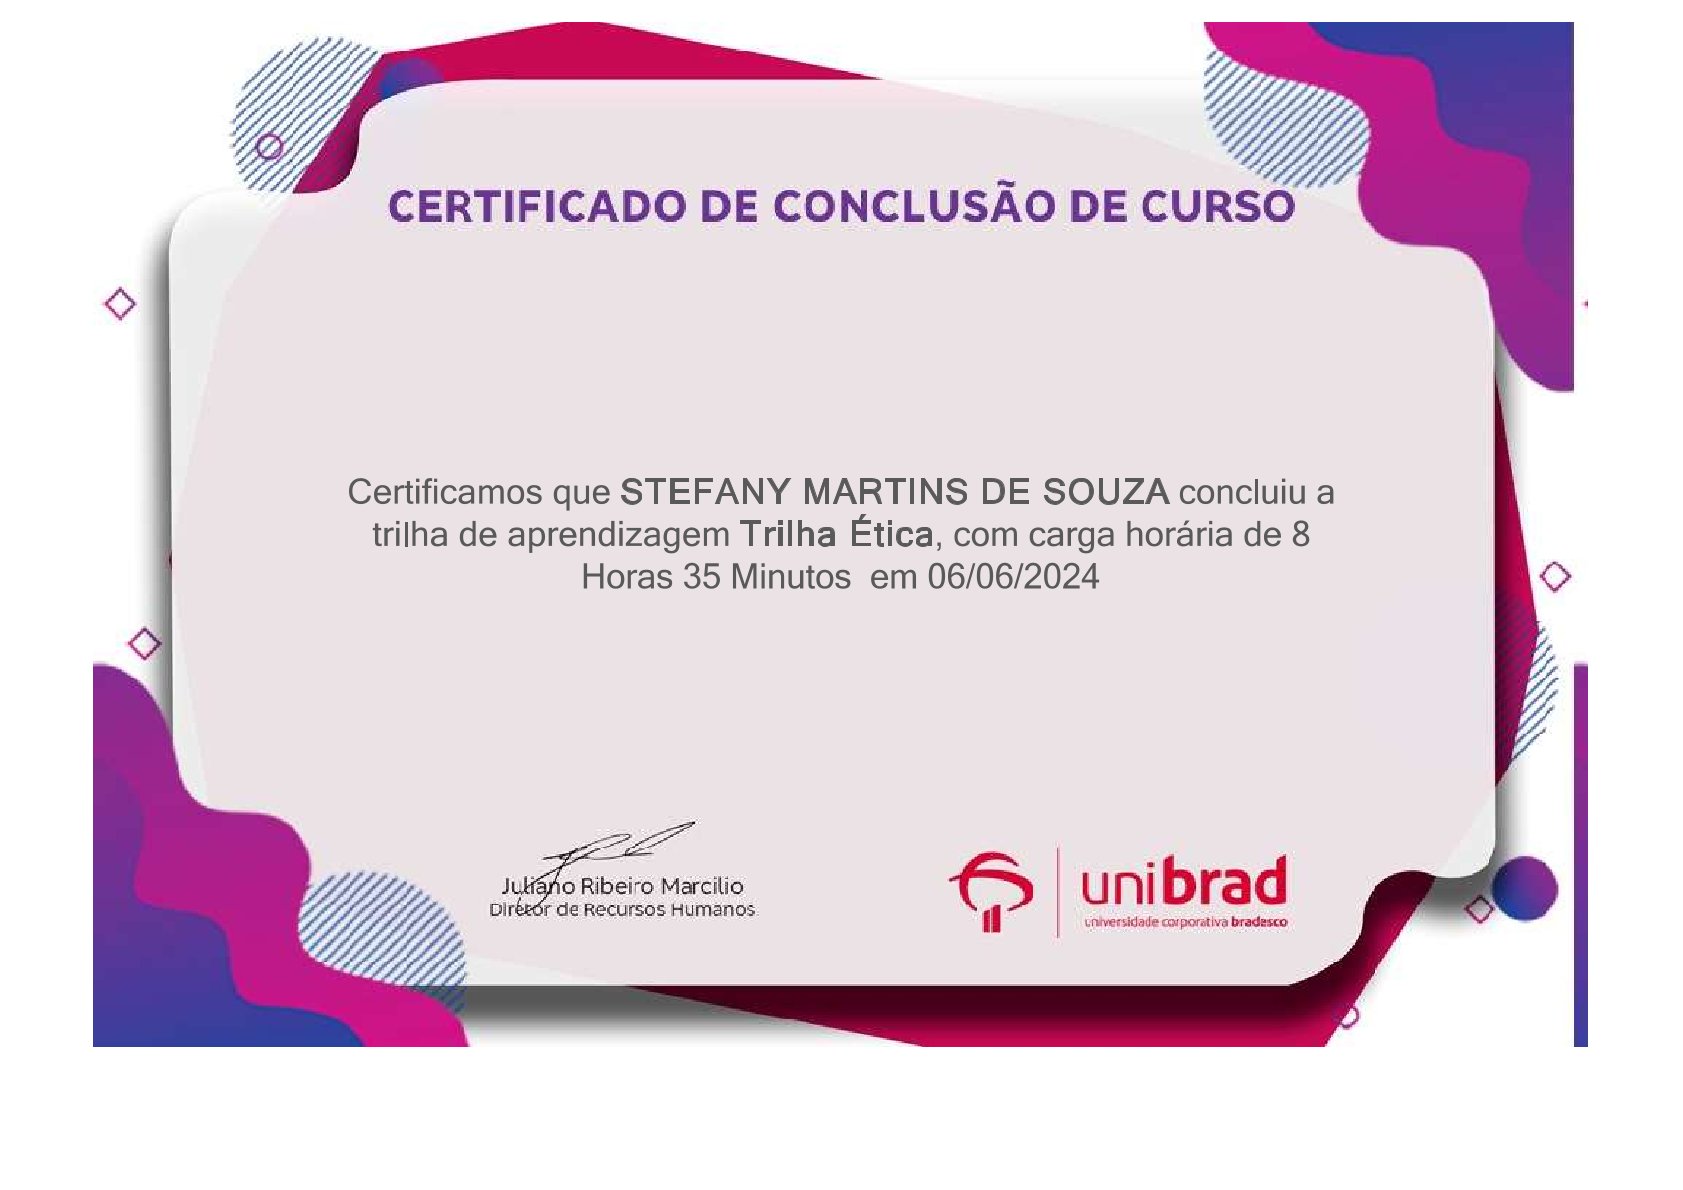 CERTIFICADO DE CONCLUSÃO DE CURSO
Certificamos que STEFANY MARTINS DE SOUZA concluiu a
trilha de aprendizagem Trilha Ética, com carga horária de 8
Horas 35 Minutos em 06/06/2024
Juliano Ribeiro Marcilio
Diretor de Recursos Humanos
unibrad
universidade corporativa bradesco